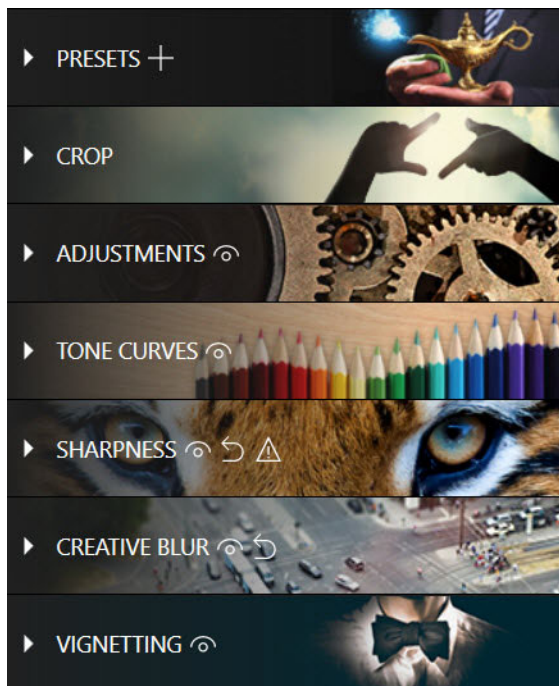 PRESETS
CROP
ADJUSTMENTS
TONE CURVES
SHARPNESS
CREATIVE BLUR
VIGNETTING